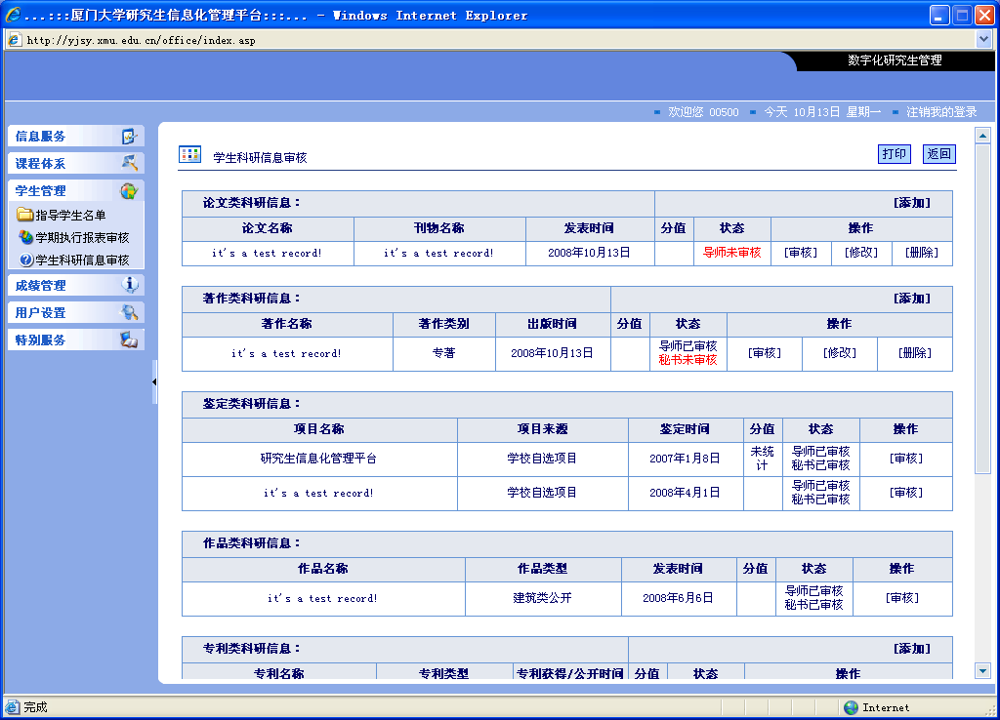 ...:::厦门大学研究生信息化管理平台:::... - Windows Internet Explorer
http://yjsy.xmu.edu.cn/office/index.asp
数字化研究生管理
欢迎您 00500 今天 10月13日 星期一 注销我的登录
信息服务
课程体系
学生管理
指导学生名单
学期执行报表审核
学生科研信息审核
成绩管理
用户设置
特别服务
学生科研信息审核 打印 返回
论文类科研信息： [添加]
论文名称 刊物名称 发表时间 分值 状态 操作
it's a test record! it's a test record! 2008年10月13日 导师未审核 [审核] [修改] [删除]
著作类科研信息： [添加]
著作名称 著作类别 出版时间 分值 状态 操作
it's a test record! 专著 2008年10月13日 导师已审核 [审核] [修改] [删除]
秘书未审核
鉴定类科研信息：
项目名称 项目来源 鉴定时间 分值 状态 操作
研究生信息化管理平台 学校自选项目 2007年1月8日 未统计 导师已审核 [审核]
秘书已审核
it's a test record! 学校自选项目 2008年4月1日 导师已审核 [审核]
秘书已审核
作品类科研信息：
作品名称 作品类型 发表时间 分值 状态 操作
it's a test record! 建筑类公开 2008年6月6日 导师已审核 [审核]
秘书已审核
专利类科研信息： [添加]
专利名称 专利类型 专利获得/公开时间 分值 状态 操作
完成 Internet